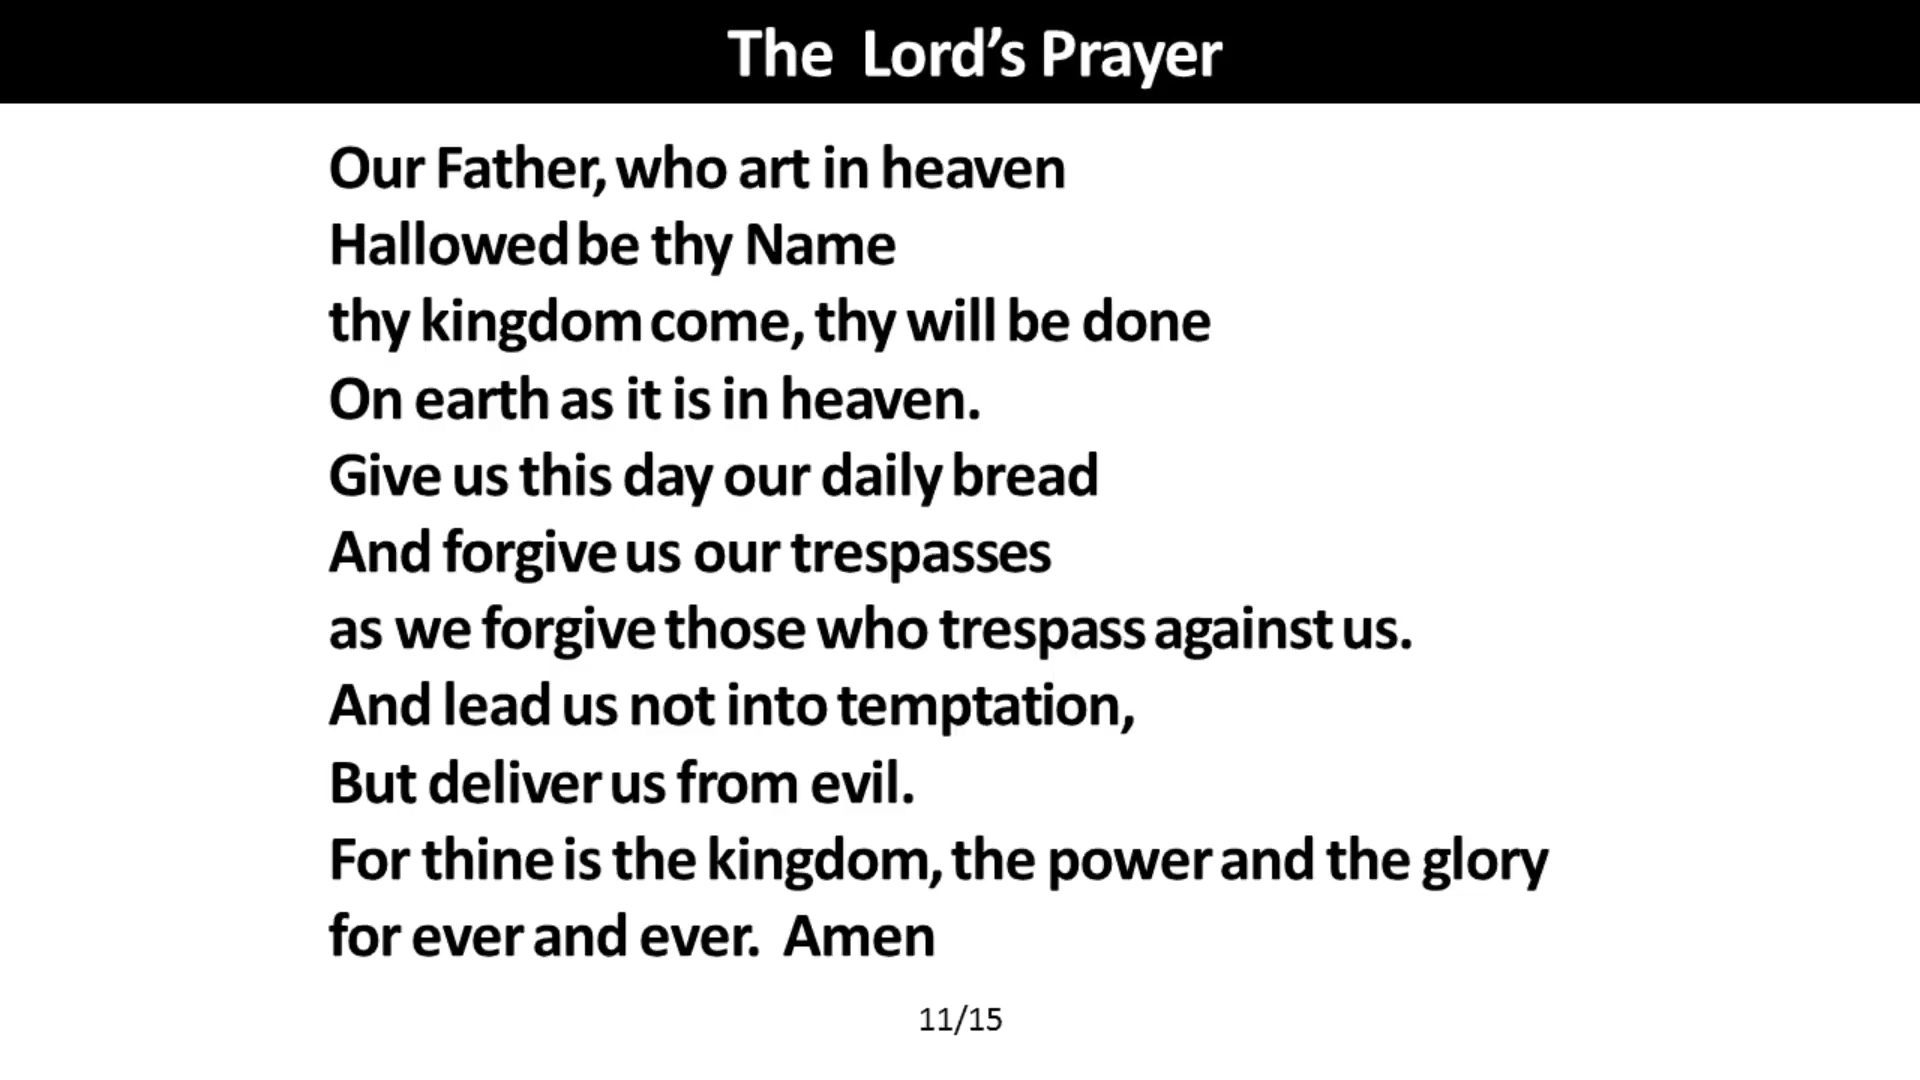 The Lord’s Prayer
Our Father, who art in heaven
Hallowed be thy Name
thy kingdom come, thy will be done
On earth as it is in heaven.
Give us this day our daily bread
And forgive us our trespasses
as we forgive those who trespass against us.
And lead us not into temptation,
But deliver us from evil.
For thine is the kingdom, the power and the glory
for ever and ever. Amen
11/15